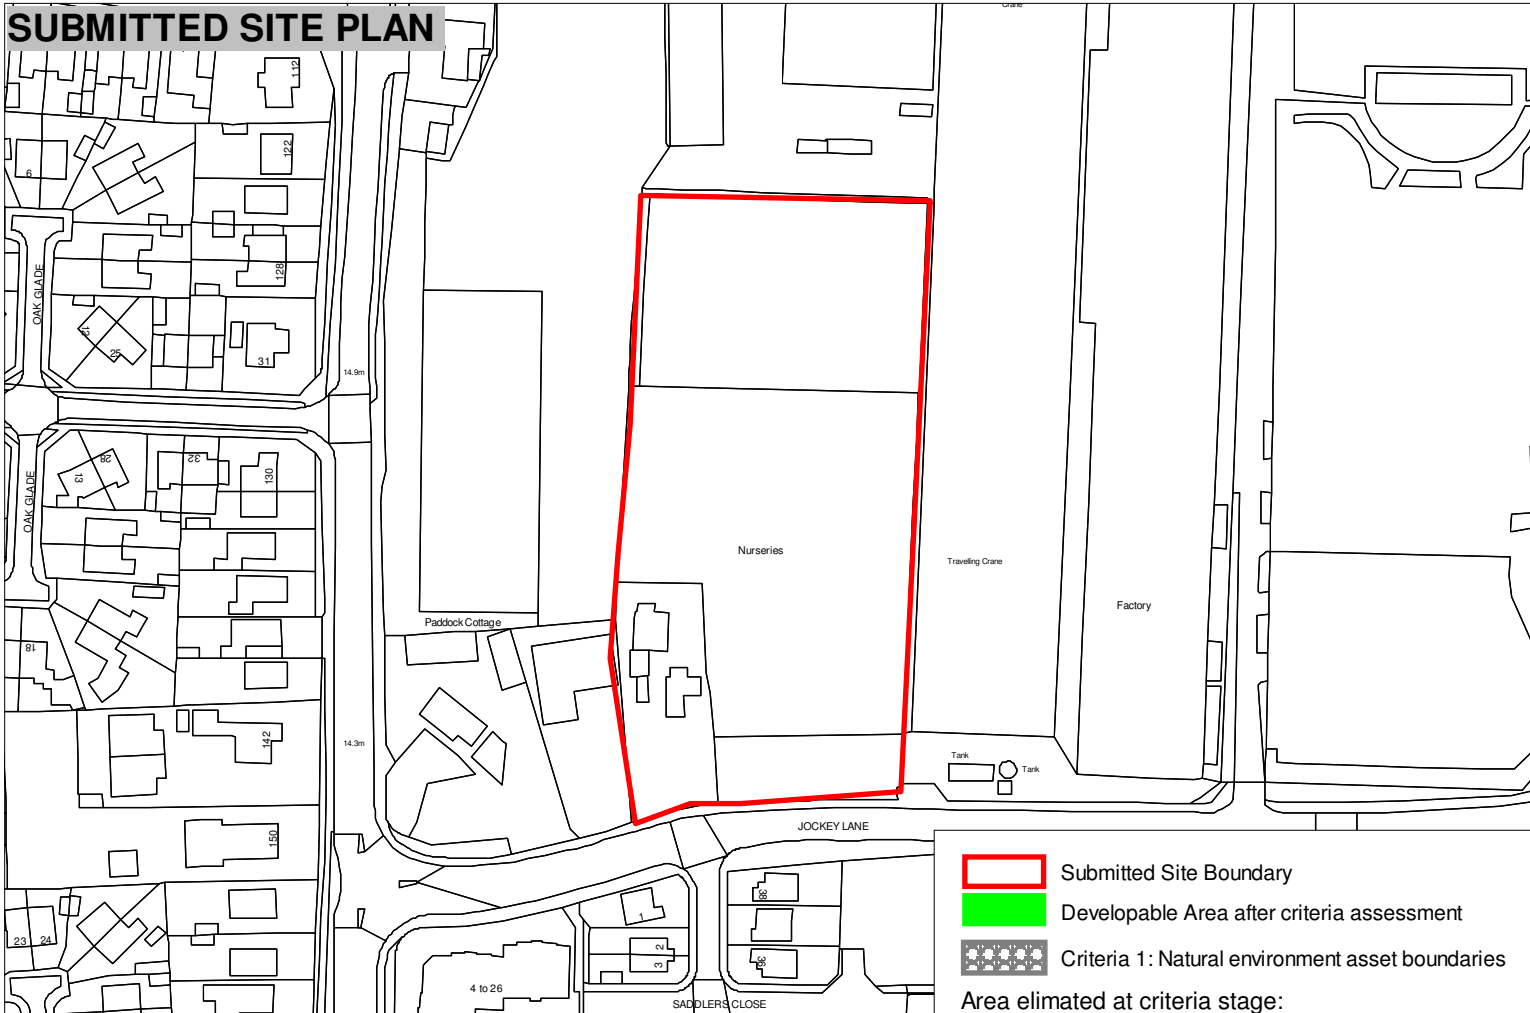 SUBMITTED SITE PLAN
Crane
112
122
9
128
OAK GLADE
12
25
31
14.9m
28
32
13
130
OAK GLADE
Nurseries
Travelling Crane
Factory
Paddock Cottage
18
142
14.3m
Tank
Tank
150
JOCKEY LANE
38
1
2
3
36
23
24
4 to 26
SADDLERS CLOSE
Submitted Site Boundary
Developable Area after criteria assessment
Criteria 1: Natural environment asset boundaries
Area elimated at criteria stage: